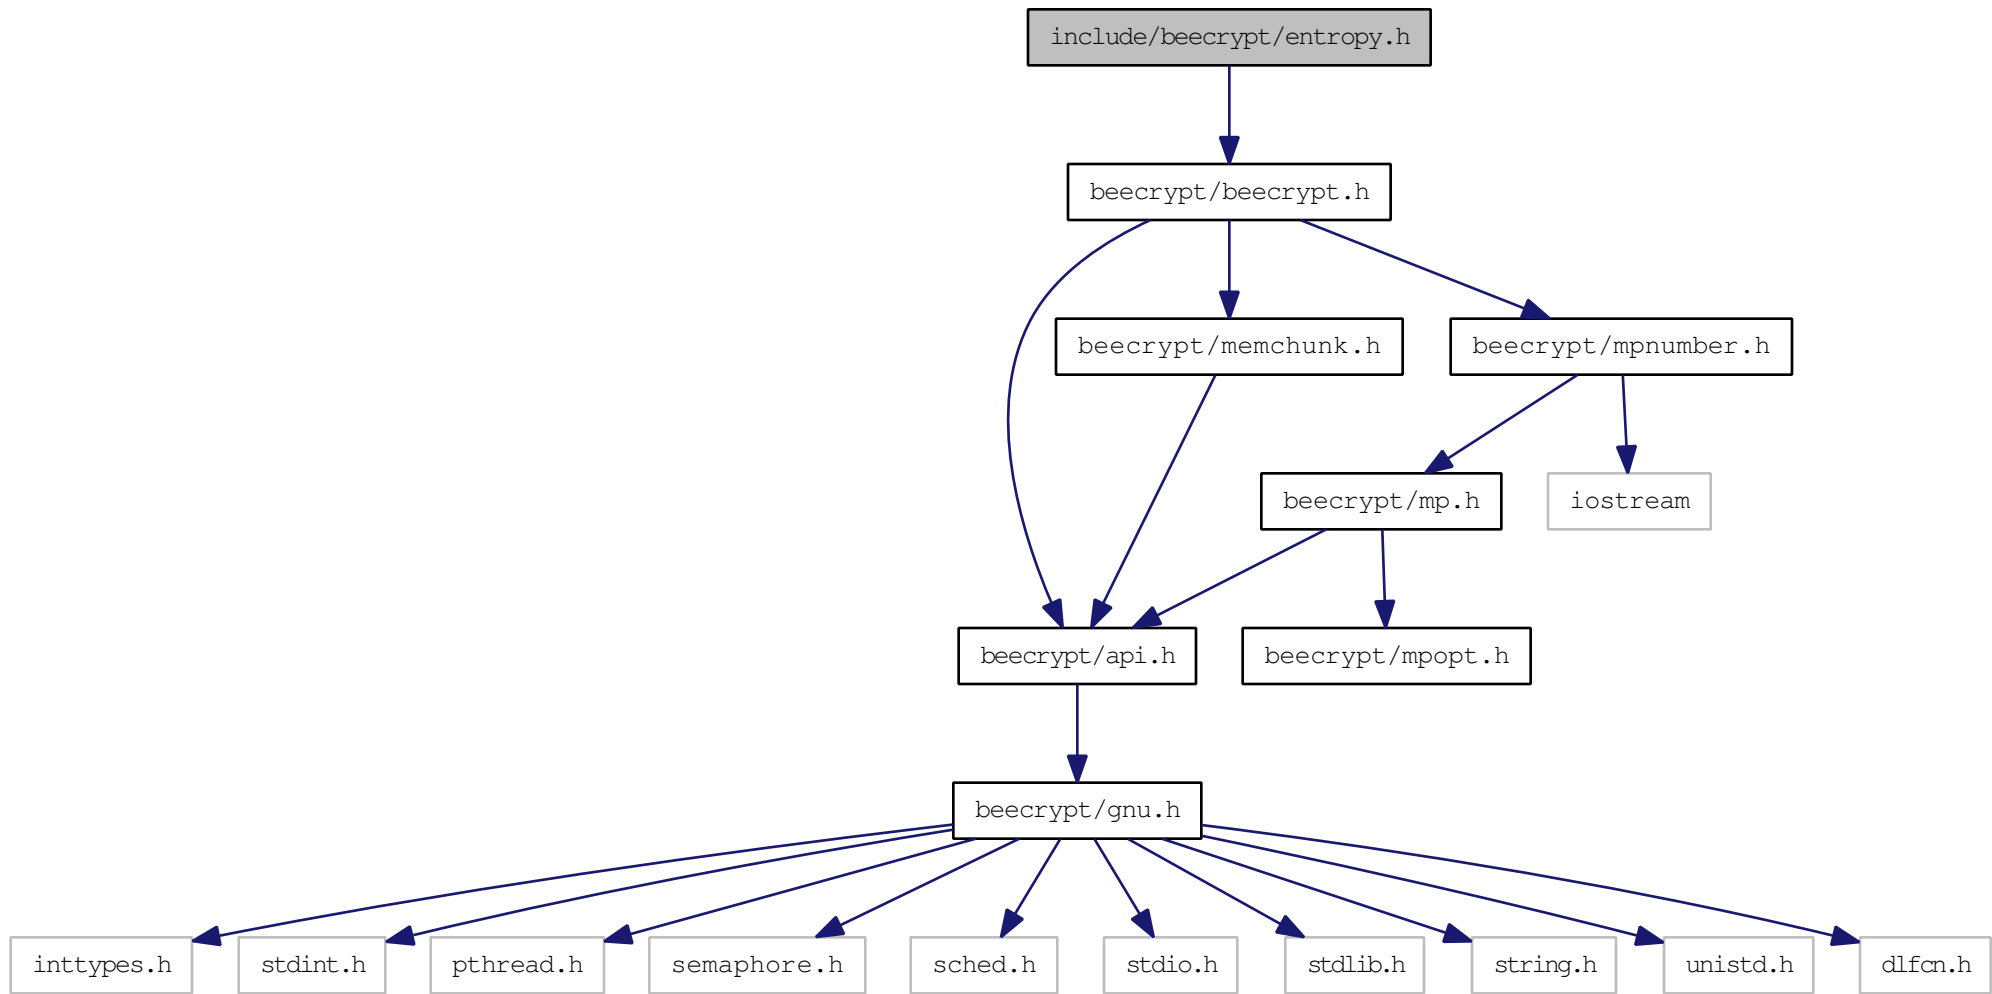 include/beecrypt/entropy.h
beecrypt/beecrypt.h
beecrypt/memchunk.h
beecrypt/mpnumber.h
beecrypt/mp.h
iostream
beecrypt/api.h
beecrypt/mpopt.h
beecrypt/gnu.h
inttypes.h
stdint.h
pthread.h
semaphore.h
sched.h
stdio.h
stdlib.h
string.h
unistd.h
dlfcn.h